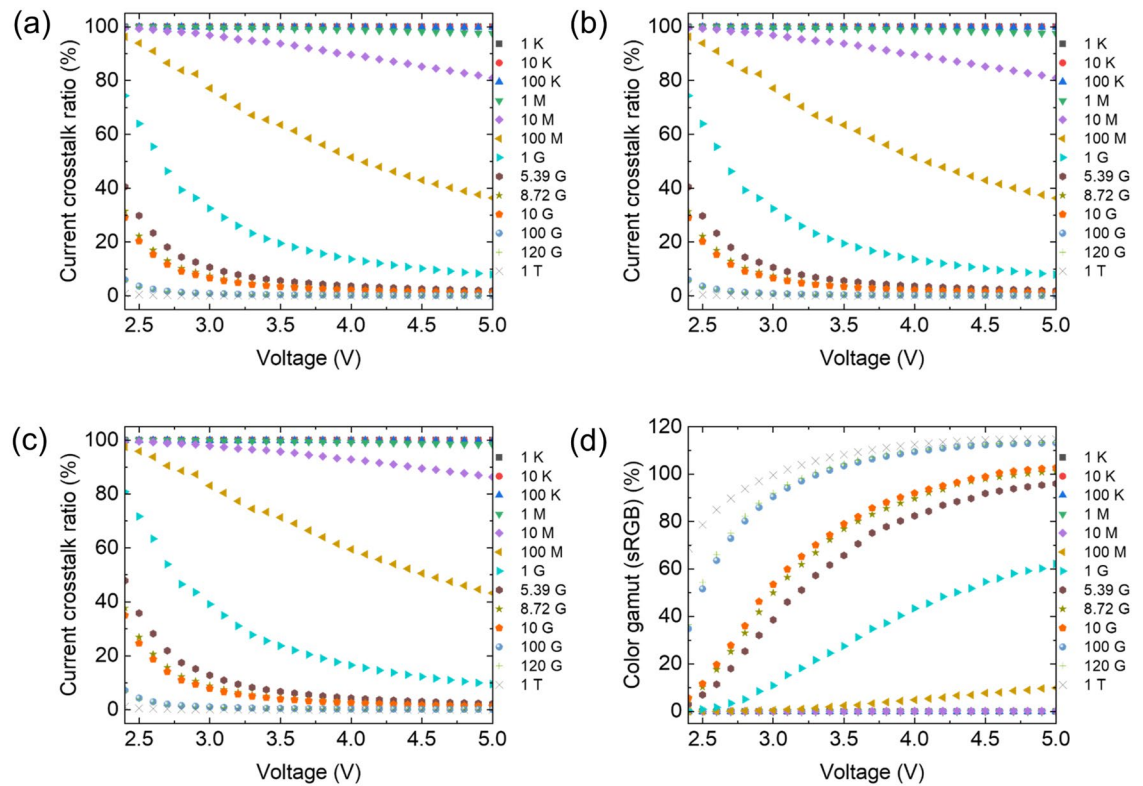 (a)
Current crosstalk ratio (%)
100
80
60
40
20
0
2.5 3.0 3.5 4.0 4.5 5.0
Voltage (V)
1 K
10 K
100 K
1 M
10 M
100 M
1 G
5.39 G
8.72 G
10 G
100 G
120 G
1 T
(b)
Current crosstalk ratio (%)
100
80
60
40
20
0
2.5 3.0 3.5 4.0 4.5 5.0
Voltage (V)
1 K
10 K
100 K
1 M
10 M
100 M
1 G
5.39 G
8.72 G
10 G
100 G
120 G
1 T
(c)
Current crosstalk ratio (%)
100
80
60
40
20
0
2.5 3.0 3.5 4.0 4.5 5.0
Voltage (V)
1 K
10 K
100 K
1 M
10 M
100 M
1 G
5.39 G
8.72 G
10 G
100 G
120 G
1 T
(d)
Color gamut (sRGB) (%)
120
100
80
60
40
20
0
2.5 3.0 3.5 4.0 4.5 5.0
Voltage (V)
1 K
10 K
100 K
1 M
10 M
100 M
1 G
5.39 G
8.72 G
10 G
100 G
120 G
1 T